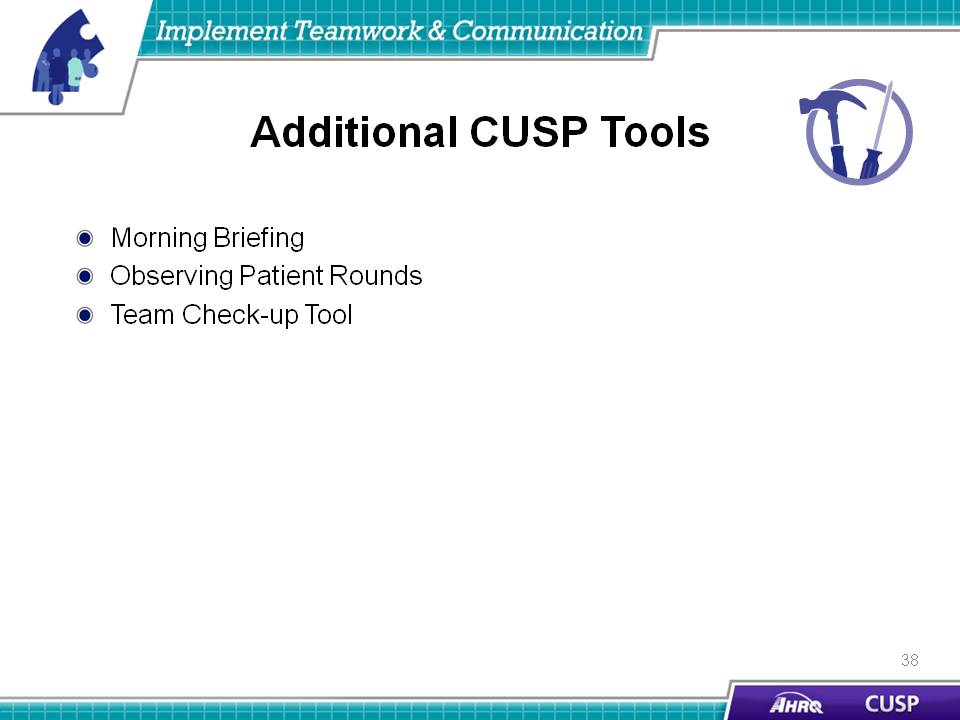 Implement Teamwork & Communication
Additional CUSP Tools
Morning Briefing
Observing Patient Rounds
Team Check-up Tool
38
AHRQ CUSP